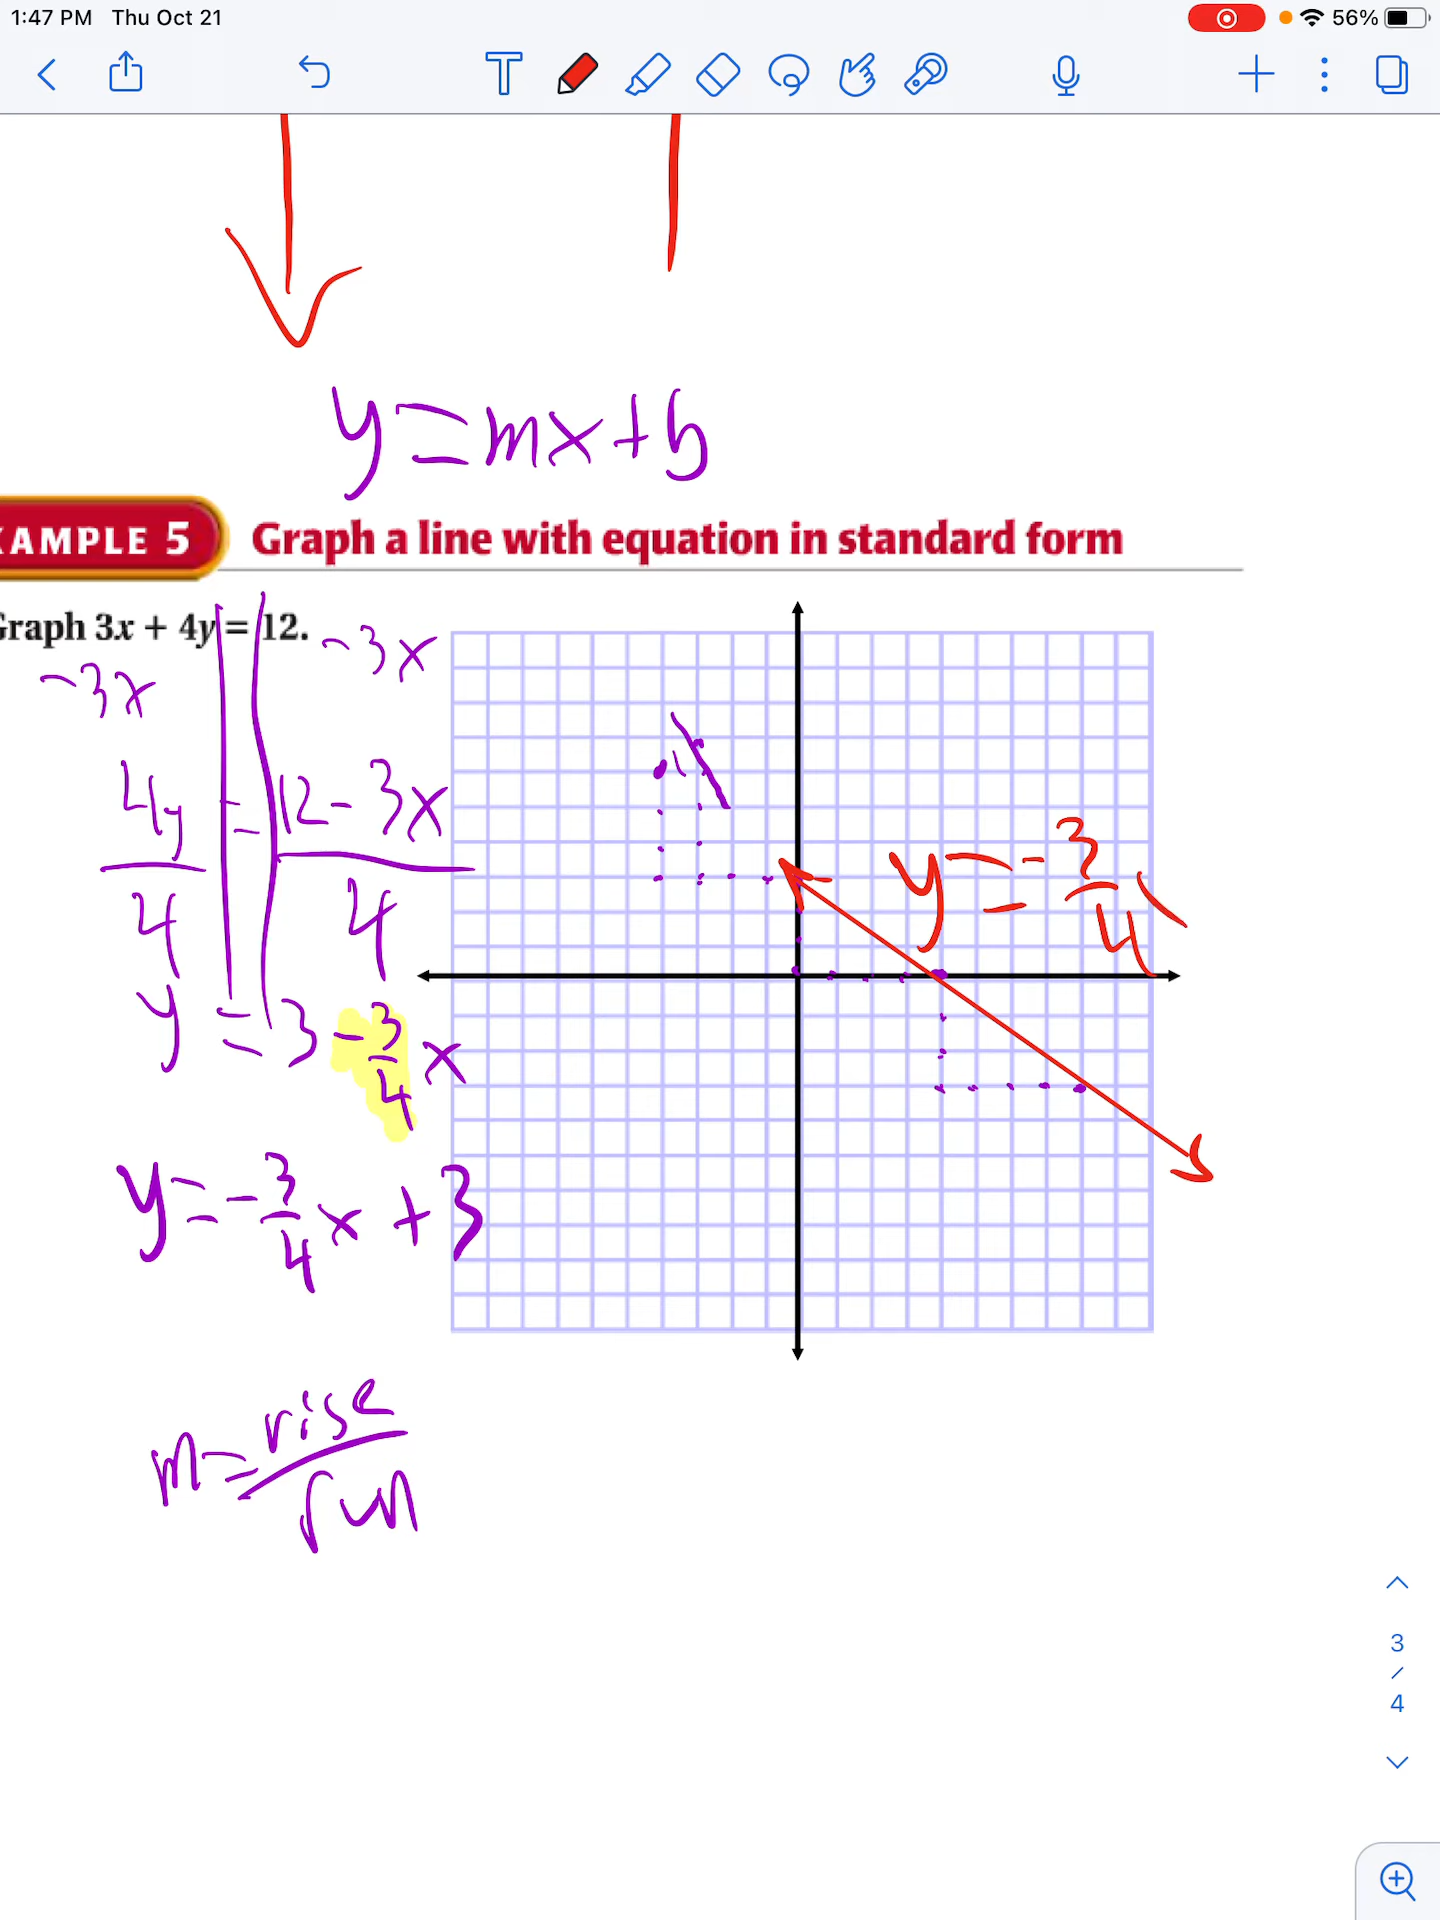 1:47 PM Thu Oct 21
56%
T
y = mx + b
XAMPLE 5 Graph a line with equation in standard form
Graph 3x + 4y = 12.
-3x
-3x
4y = 12 - 3x
4
4
y = 3 - 3/4 x
y = - 3/4 x + 3
y = - 3/4
m = rise
run
3
/
4